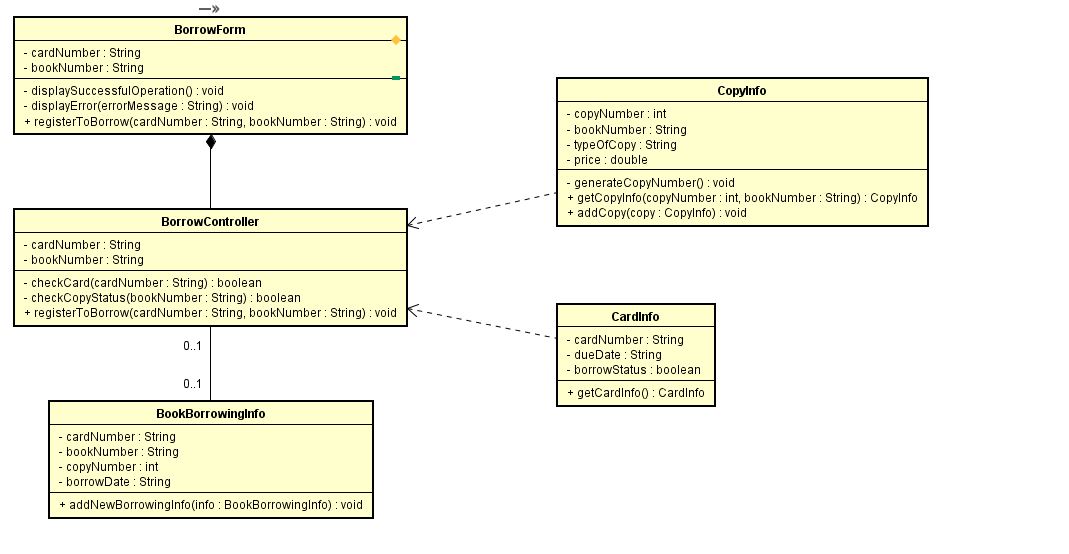 BorrowForm
- cardNumber : String
- bookNumber : String
- displaySuccessfulOperation() : void
- displayError(errorMessage : String) : void
+ registerToBorrow(cardNumber : String, bookNumber : String) : void
CopyInfo
- copyNumber : int
- bookNumber : String
- typeOfCopy : String
- price : double
- generateCopyNumber() : void
+ getCopyInfo(copyNumber : int, bookNumber : String) : CopyInfo
+ addCopy(copy : CopyInfo) : void
BorrowController
- cardNumber : String
- bookNumber : String
- checkCard(cardNumber : String) : boolean
- checkCopyStatus(bookNumber : String) : boolean
+ registerToBorrow(cardNumber : String, bookNumber : String) : void
CardInfo
- cardNumber : String
- dueDate : String
- borrowStatus : boolean
+ getCardInfo() : CardInfo
0..1
0..1
BookBorrowingInfo
- cardNumber : String
- bookNumber : String
- copyNumber : int
- borrowDate : String
+ addNewBorrowingInfo(info : BookBorrowingInfo) : void